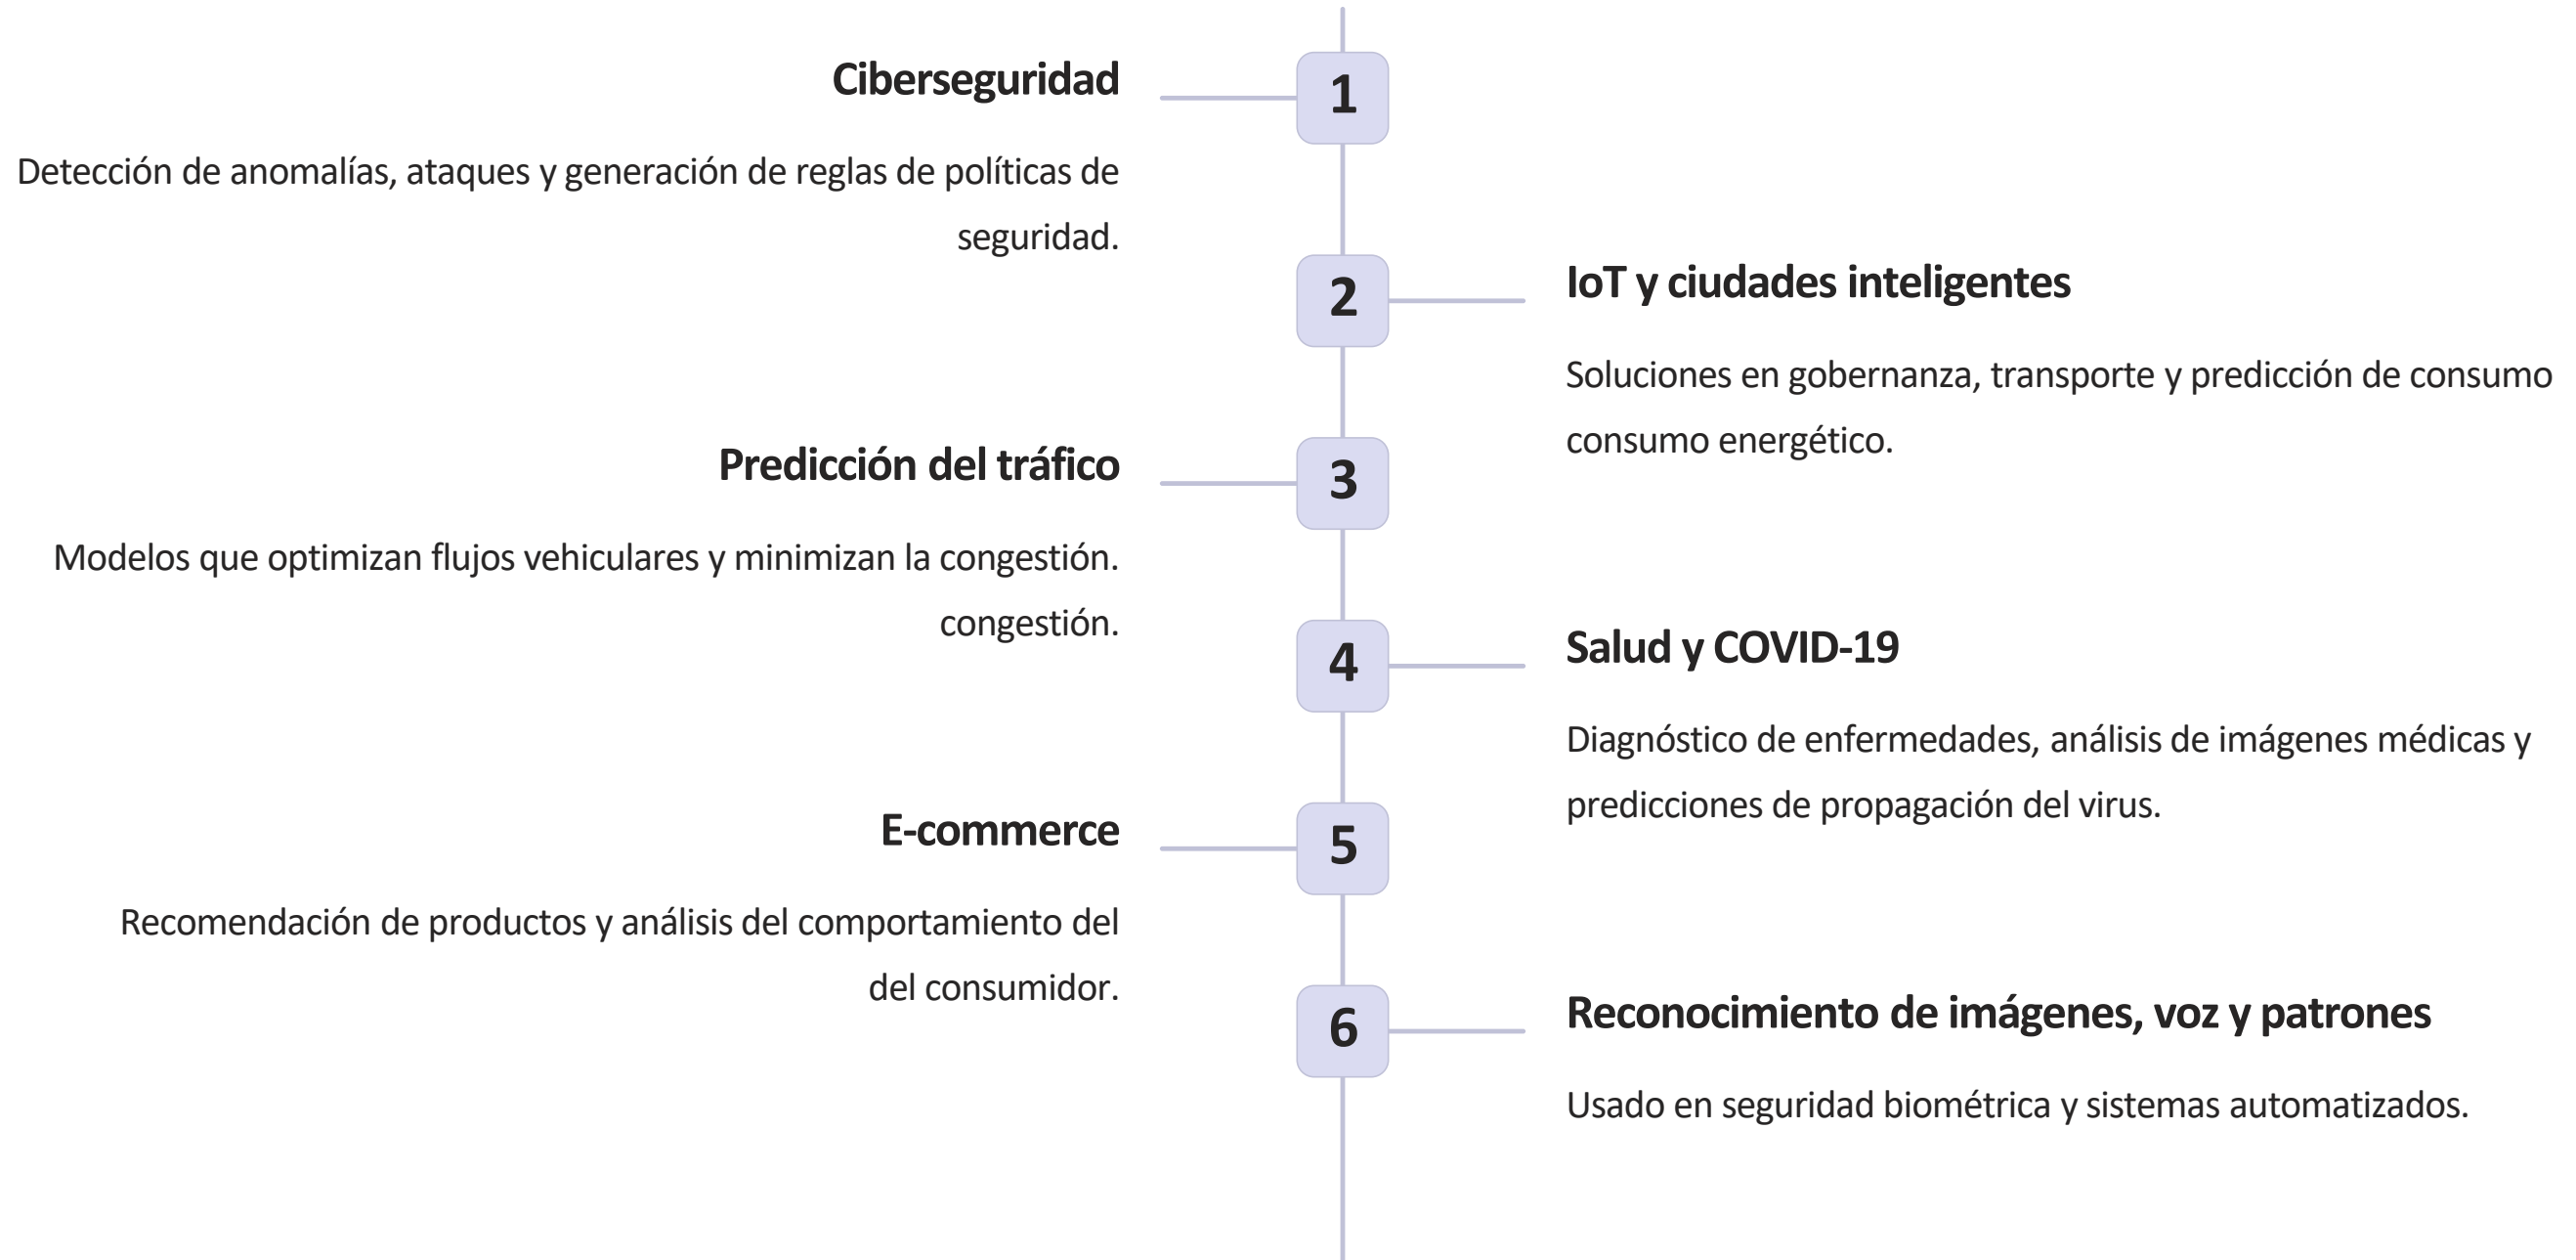 1
Ciberseguridad
Detección de anomalías, ataques y generación de reglas de políticas de
seguridad.
2
IoT y ciudades inteligentes
Soluciones en gobernanza, transporte y predicción de consumo
consumo energético.
3
Predicción del tráfico
Modelos que optimizan flujos vehiculares y minimizan la congestión.
congestión.
4
Salud y COVID-19
Diagnóstico de enfermedades, análisis de imágenes médicas y
predicciones de propagación del virus.
5
E-commerce
Recomendación de productos y análisis del comportamiento del
del consumidor.
6
Reconocimiento de imágenes, voz y patrones
Usado en seguridad biométrica y sistemas automatizados.